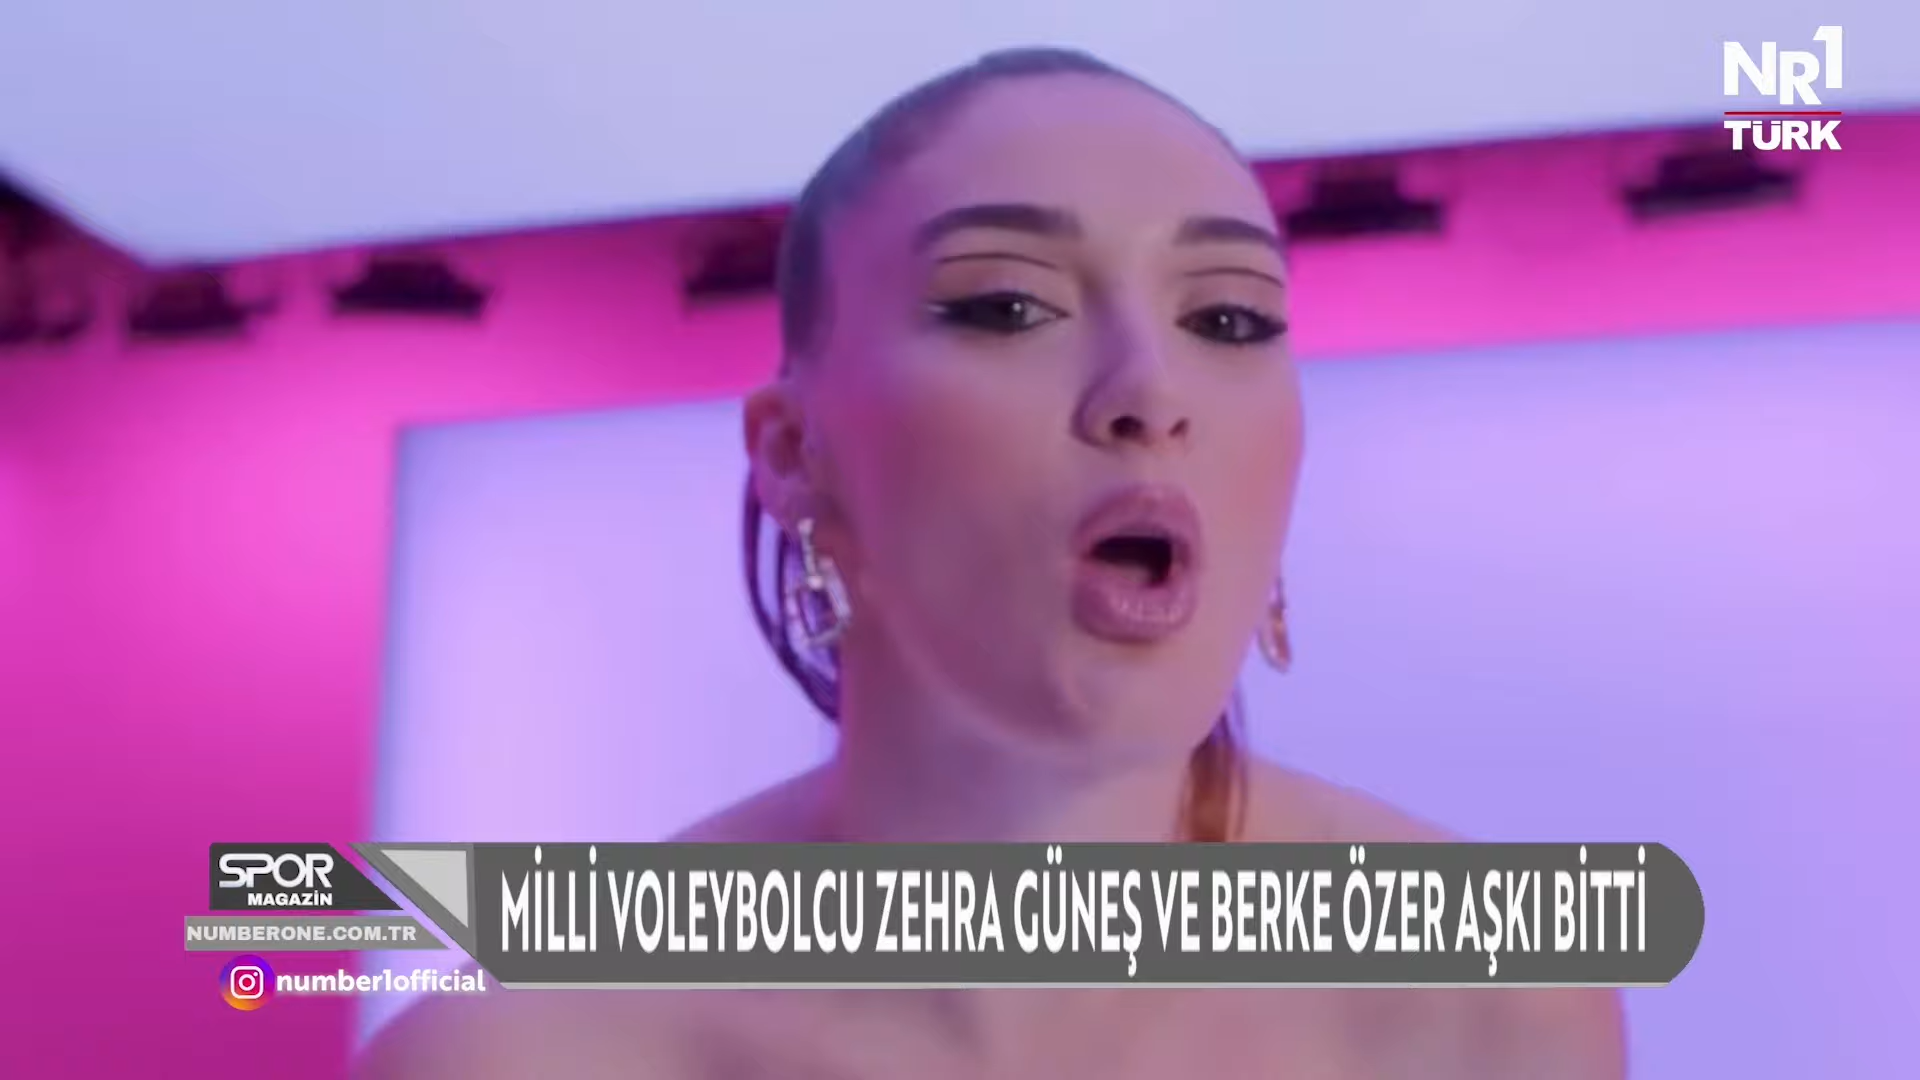 NR1
TÜRK
SPOR
MAGAZİN
MİLLİ VOLEYBOLCU ZEHRA GÜNEŞ VE BERKE ÖZER AŞKI BİTTİ
NUMBERONE.COM.TR
number1official